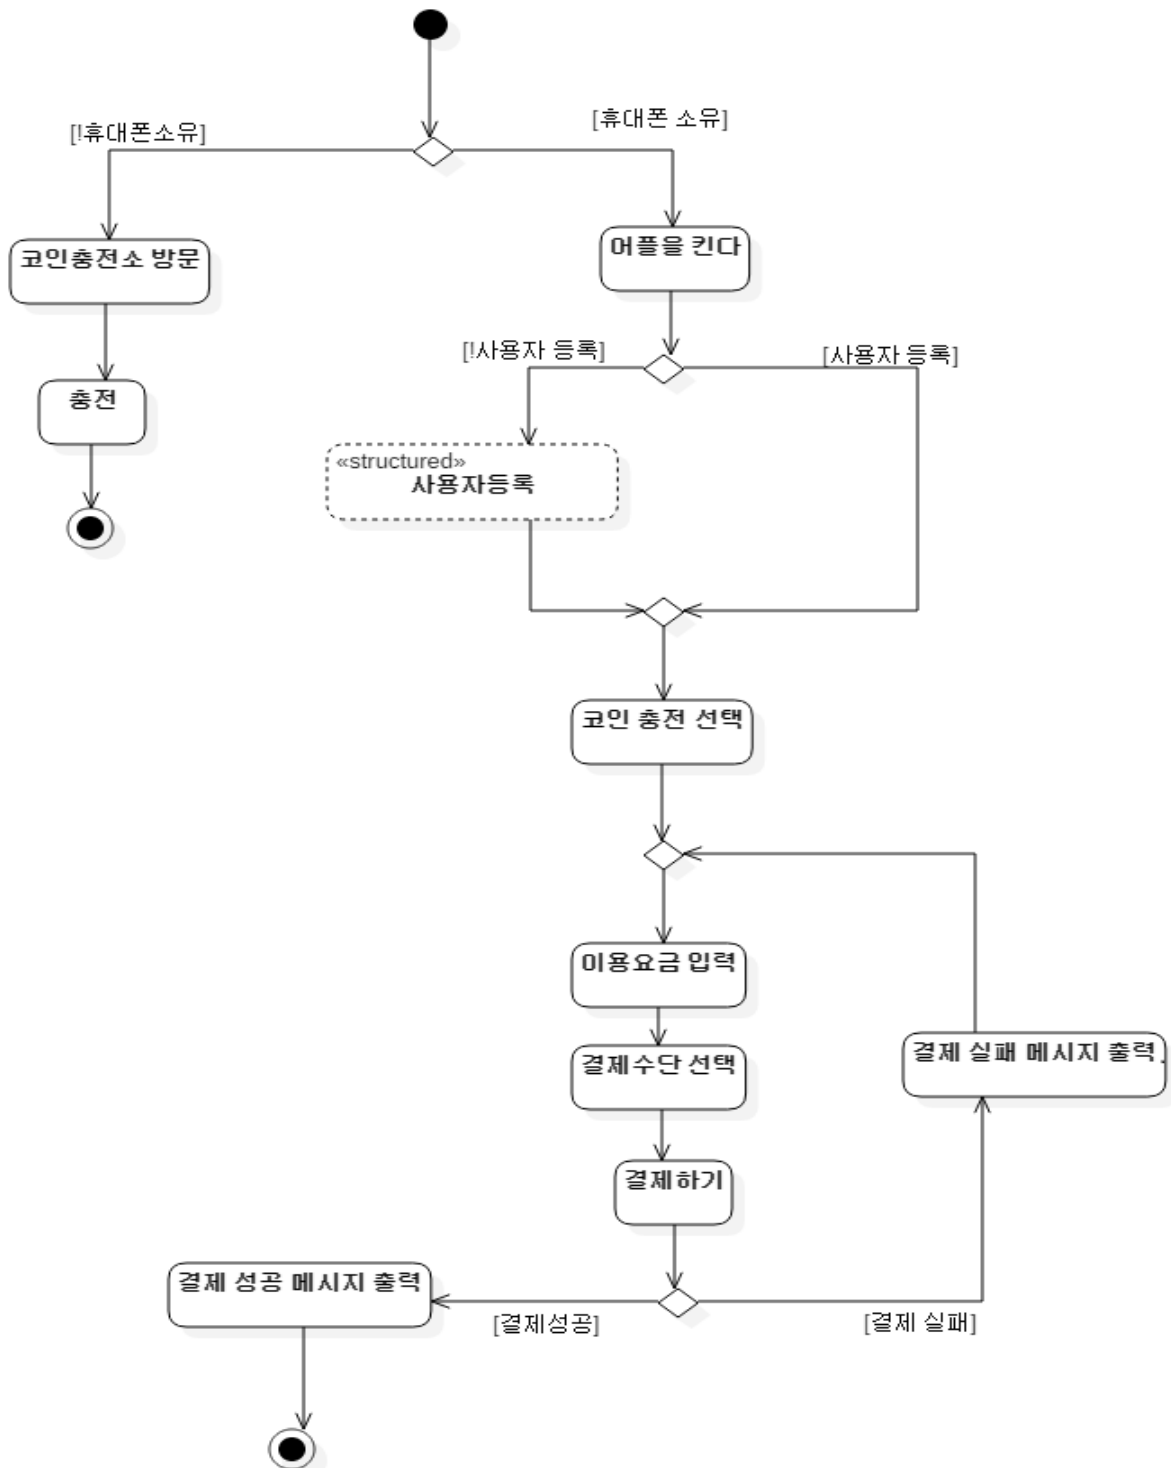 [!휴대폰소유]
[휴대폰 소유]
코인충전소 방문
어플을 킨다
[!사용자 등록]
[사용자 등록]
충전
«structured»
사용자등록
코인 충전 선택
이용요금 입력
결제수단 선택
결제 실패 메시지 출력.
결제하기
결제 성공 메시지 출력
[결제성공]
[결제 실패]